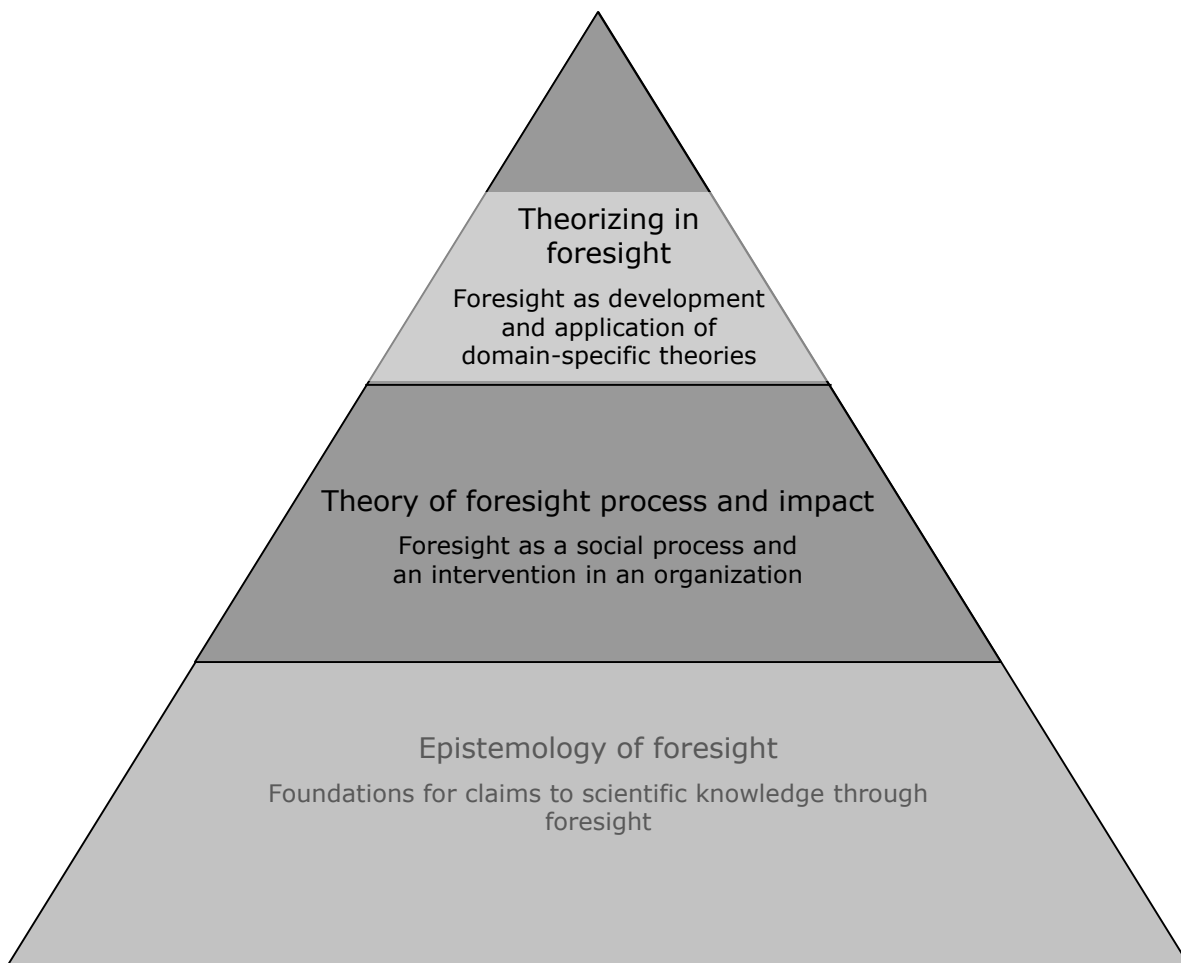 Theorizing in
foresight
Foresight as development
and application of
domain-specific theories
Theory of foresight process and impact
Foresight as a social process and
an intervention in an organization
Epistemology of foresight
Foundations for claims to scientific knowledge through
foresight